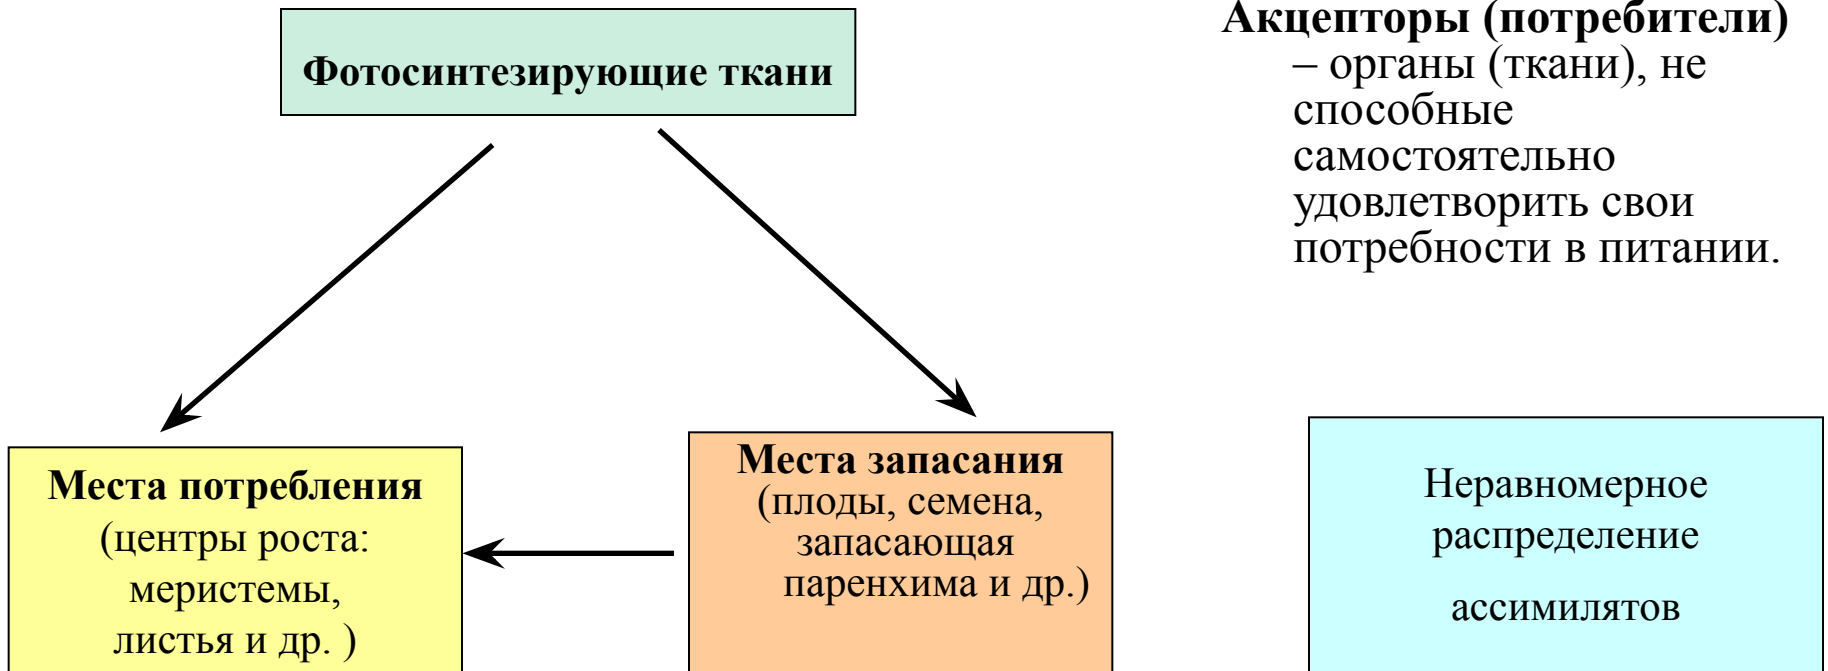 Фотосинтезирующие ткани
Акцепторы (потребители)
– органы (ткани), не
способные
самостоятельно
удовлетворить свои
потребности в питании.
Места потребления
(центры роста:
меристемы,
листья и др. )
Места запасания
(плоды, семена,
запасающая
паренхима и др.)
Неравномерное
распределение
ассимилятов